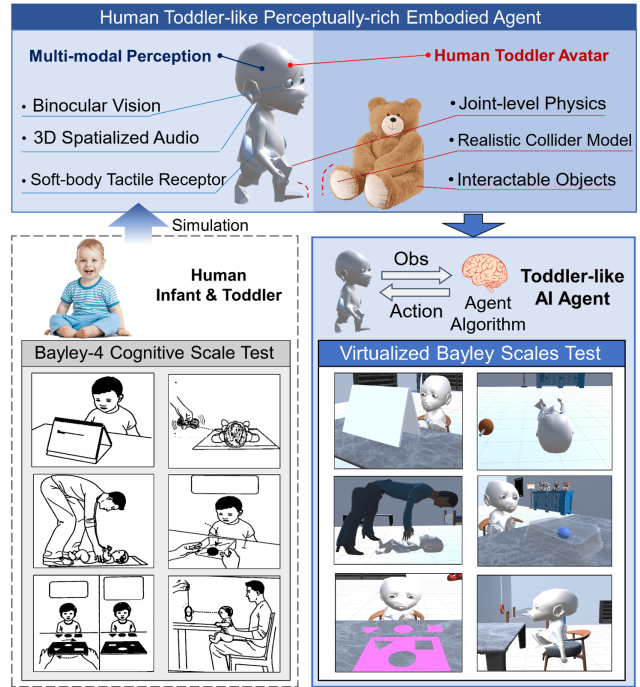 Human Toddler-like Perceptually-rich Embodied Agent
Multi-modal Perception
• Binocular Vision
• 3D Spatialized Audio
• Soft-body Tactile Receptor
Human Toddler Avatar
• Joint-level Physics
• Realistic Collider Model
• Interactable Objects
Simulation
Human
Infant & Toddler
Bayley-4 Cognitive Scale Test
Obs
Action
Agent
Algorithm
Toddler-like
AI Agent
Virtualized Bayley Scales Test